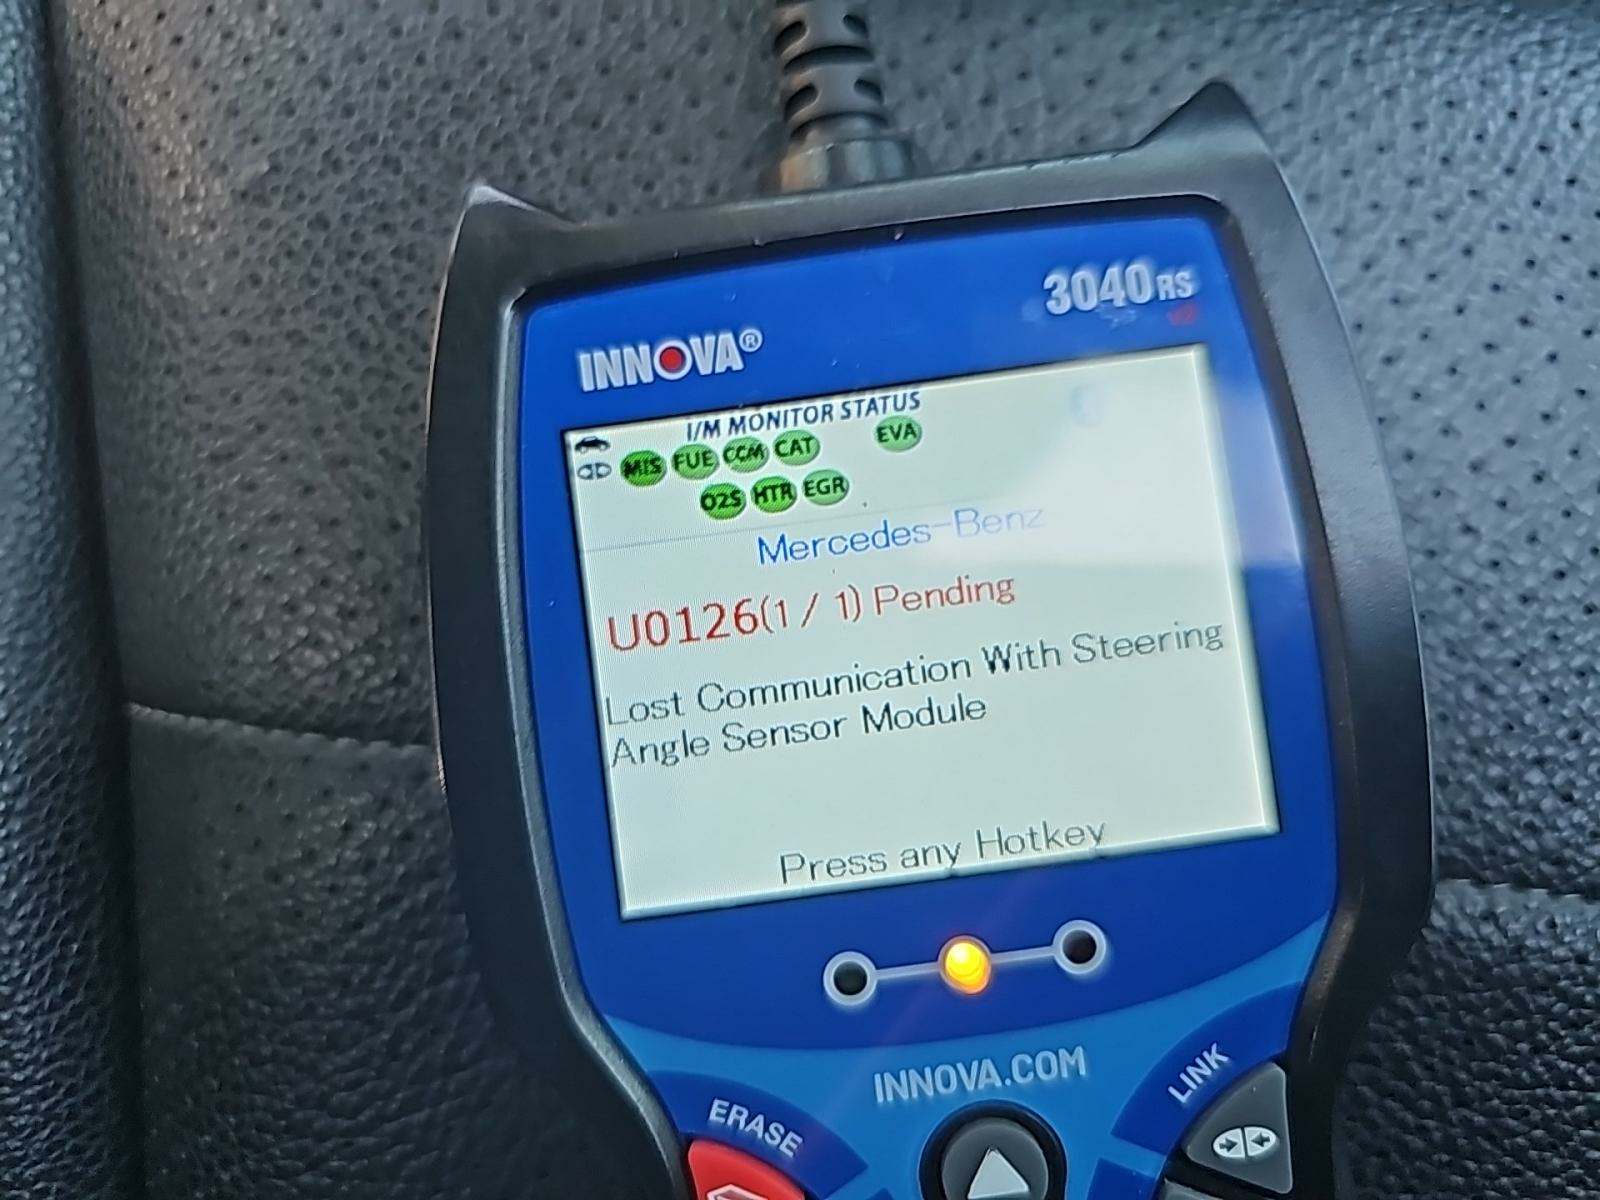 3040RS
INNOVA®
I/M MONITOR STATUS
MIS FUE CCM CAT EVA
O2S HTR EGR
Mercedes-Benz
U0126(1 / 1) Pending
Lost Communication With Steering
Angle Sensor Module
Press any Hotkey
INNOVA.COM
LINK
ERASE